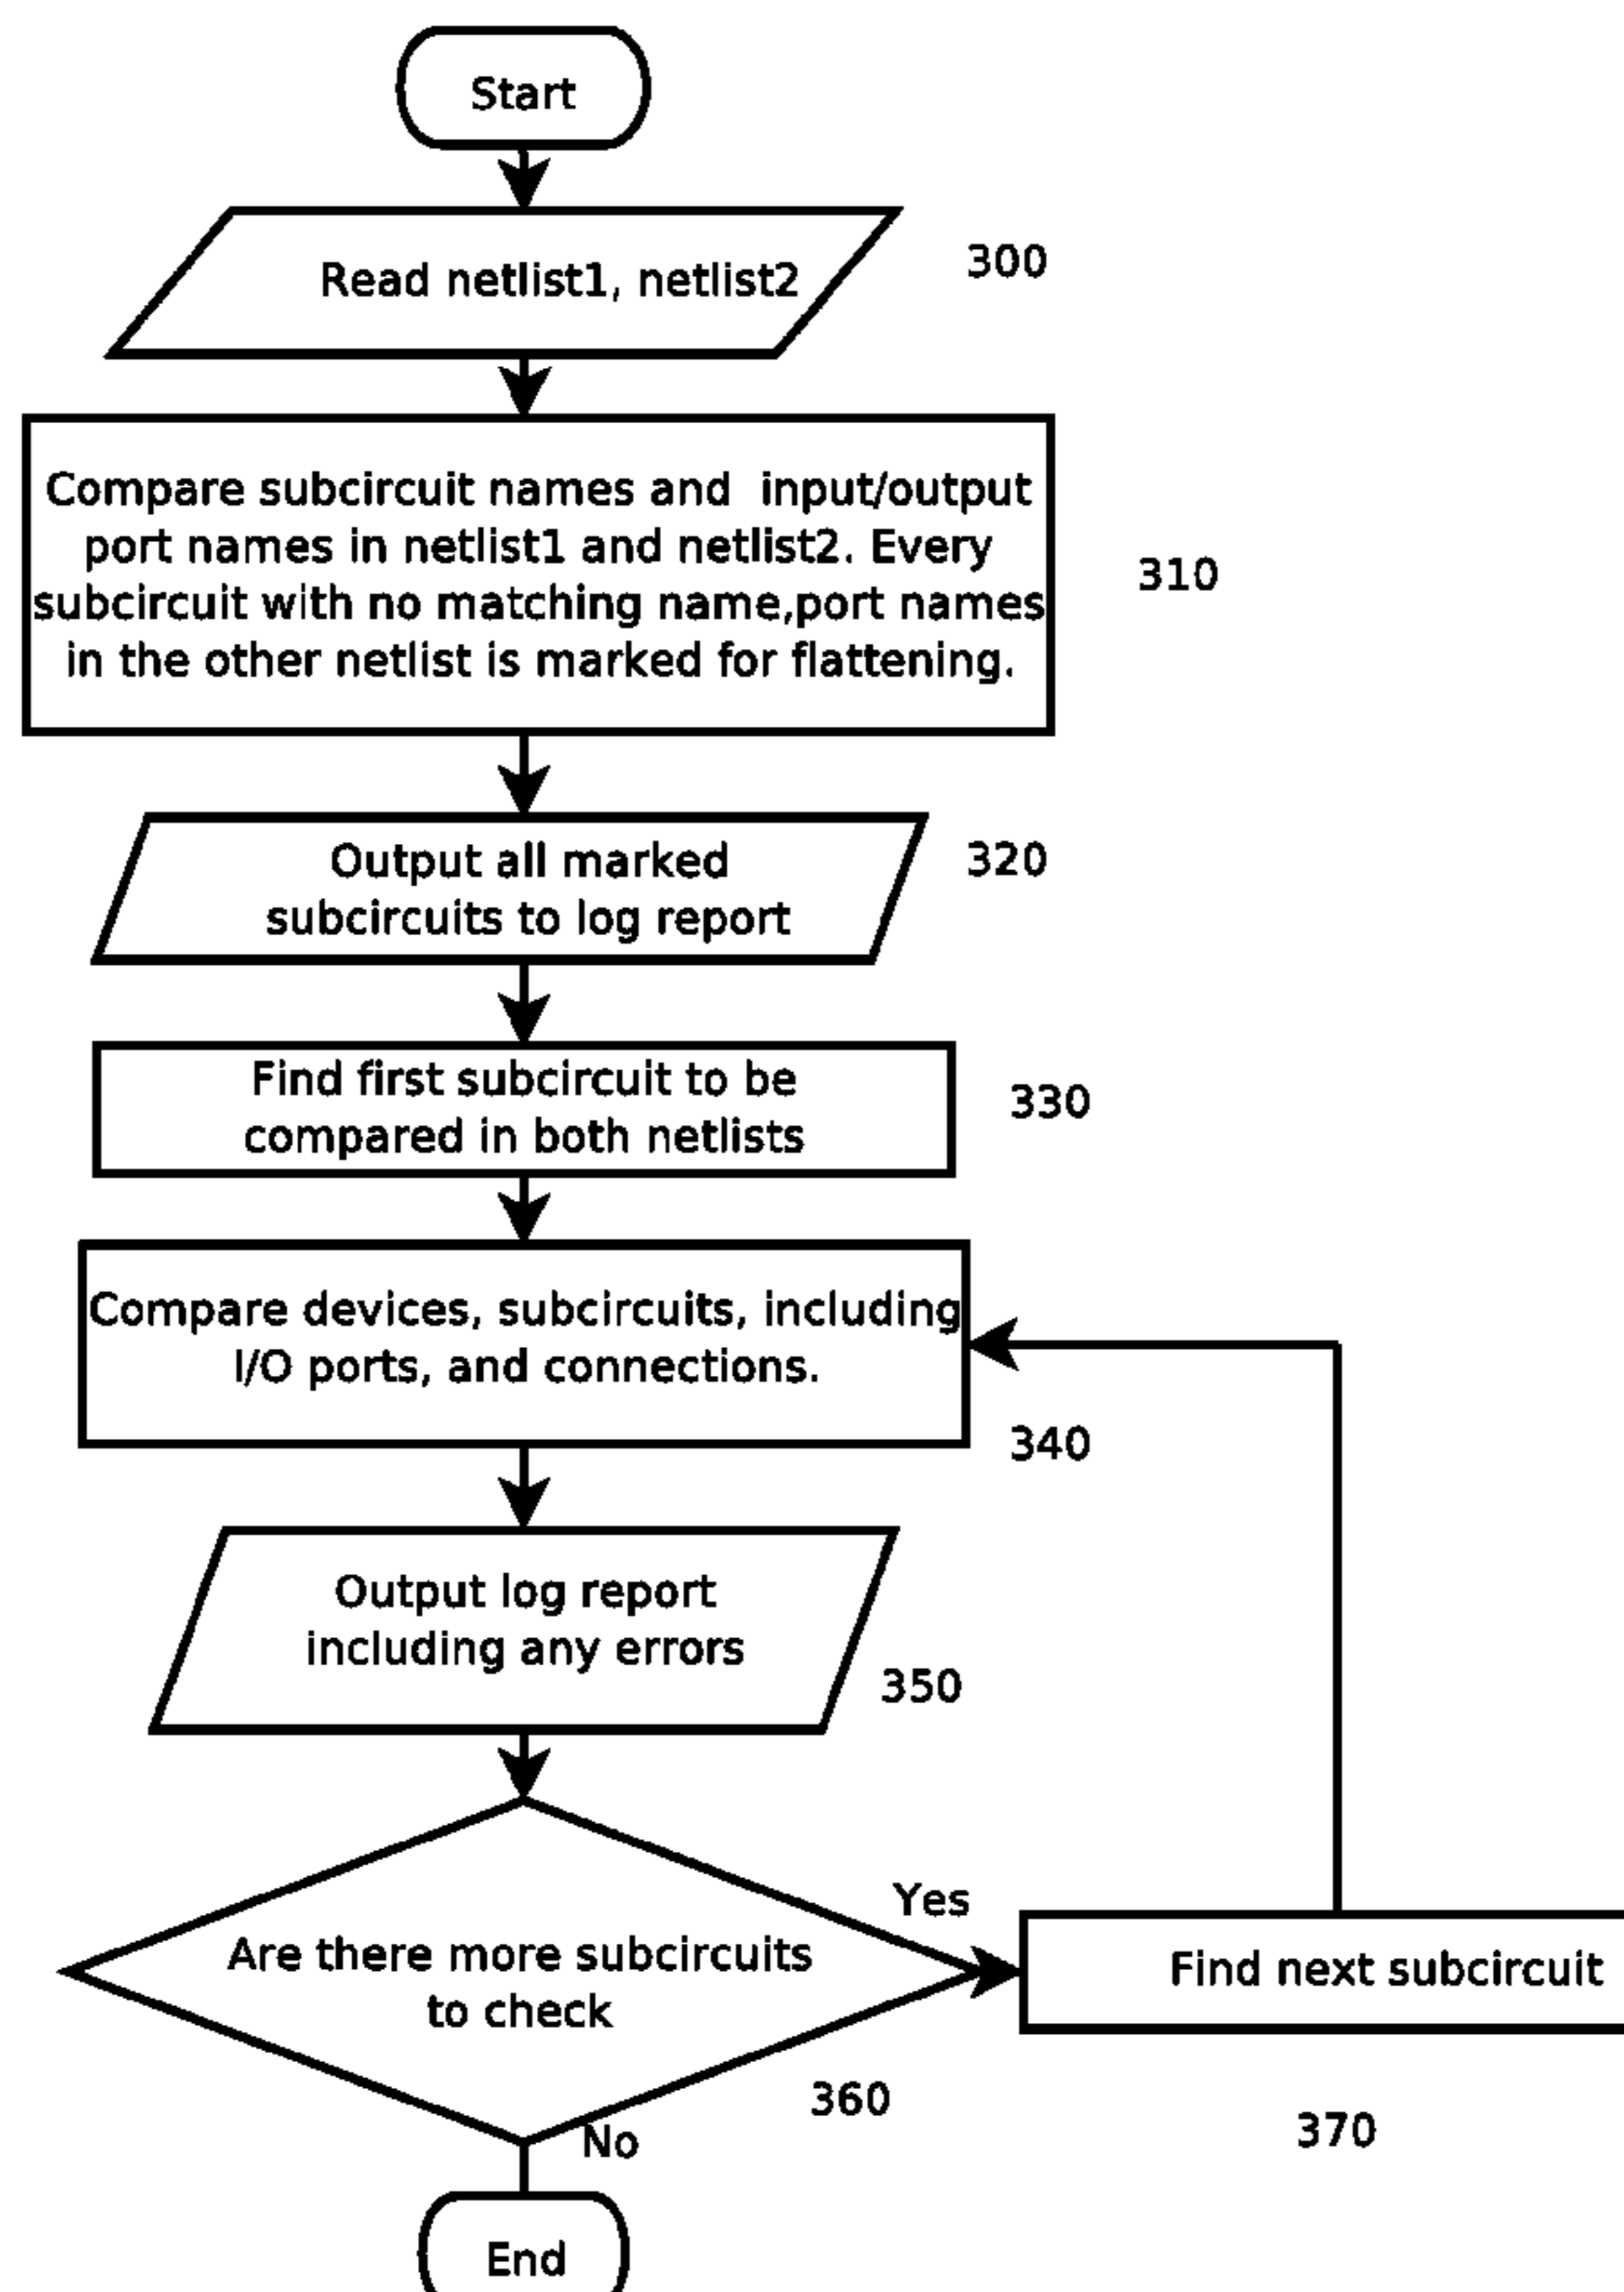 Start
Read netlist1, netlist2
300
Compare subcircuit names and input/output
port names in netlist1 and netlist2. Every
subcircuit with no matching name,port names
in the other netlist is marked for flattening.
310
Output all marked
subcircuits to log report
320
Find first subcircuit to be
compared in both netlists
330
Compare devices, subcircuits, including
I/O ports, and connections.
340
Output log report
including any errors
350
Are there more subcircuits
to check
360
Yes
Find next subcircuit
370
No
End